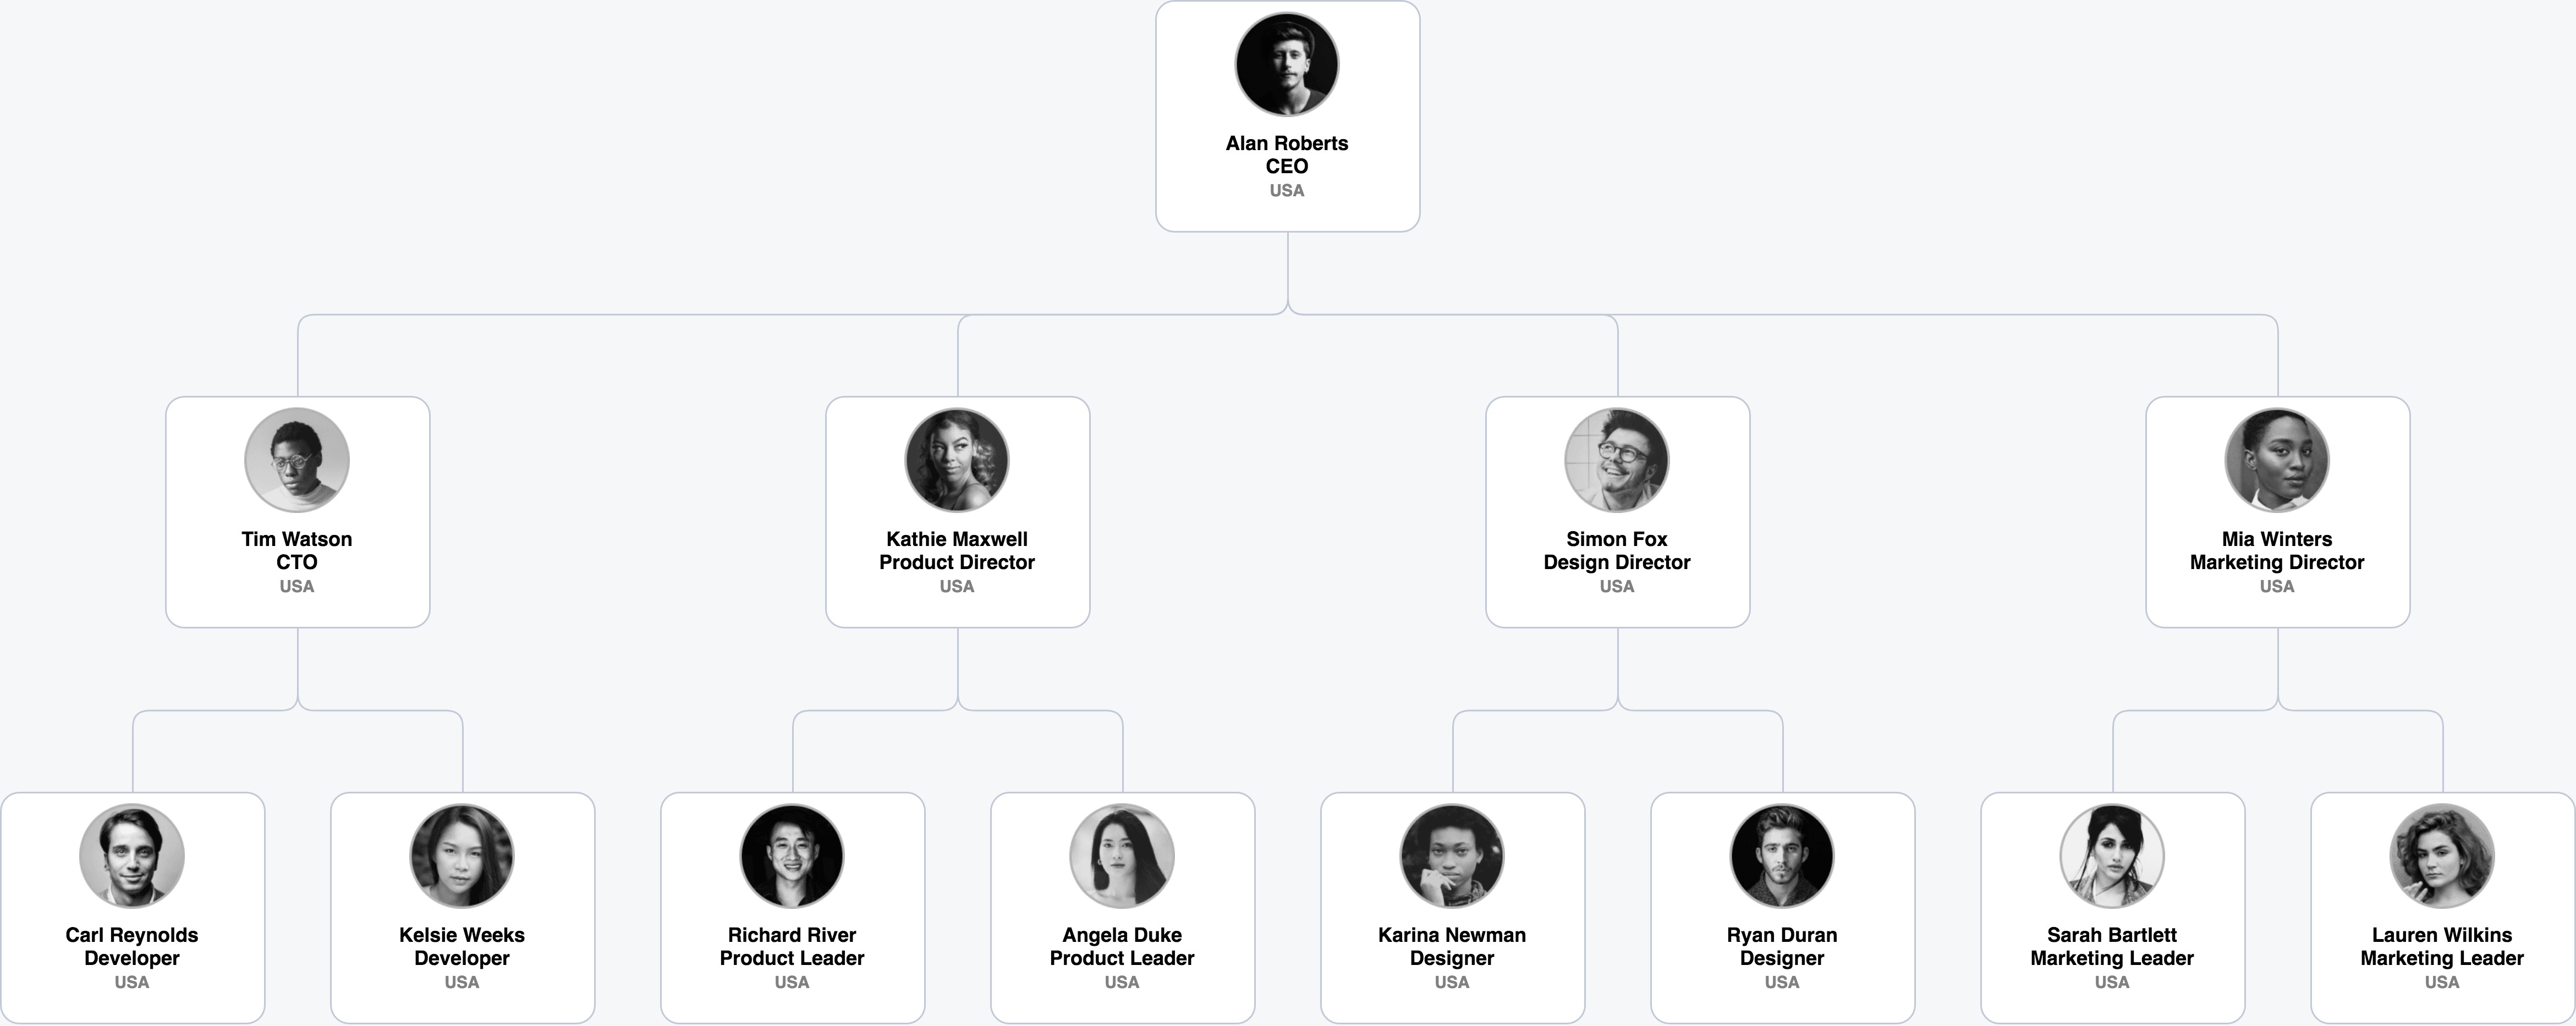 Alan Roberts
CEO
USA
Tim Watson
CTO
USA
Kathie Maxwell
Product Director
USA
Simon Fox
Design Director
USA
Mia Winters
Marketing Director
USA
Carl Reynolds
Developer
USA
Kelsie Weeks
Developer
USA
Richard River
Product Leader
USA
Angela Duke
Product Leader
USA
Karina Newman
Designer
USA
Ryan Duran
Designer
USA
Sarah Bartlett
Marketing Leader
USA
Lauren Wilkins
Marketing Leader
USA